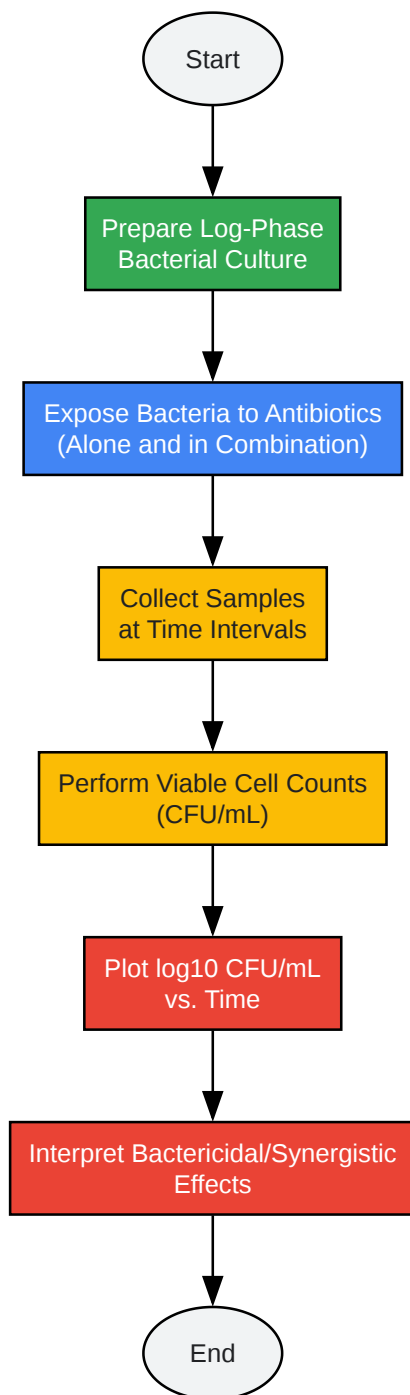 Start
Prepare Log-Phase
Bacterial Culture
Expose Bacteria to Antibiotics
(Alone and in Combination)
Collect Samples
at Time Intervals
Perform Viable Cell Counts
(CFU/mL)
Plot log10 CFU/mL
vs. Time
Interpret Bactericidal/Synergistic
Effects
End